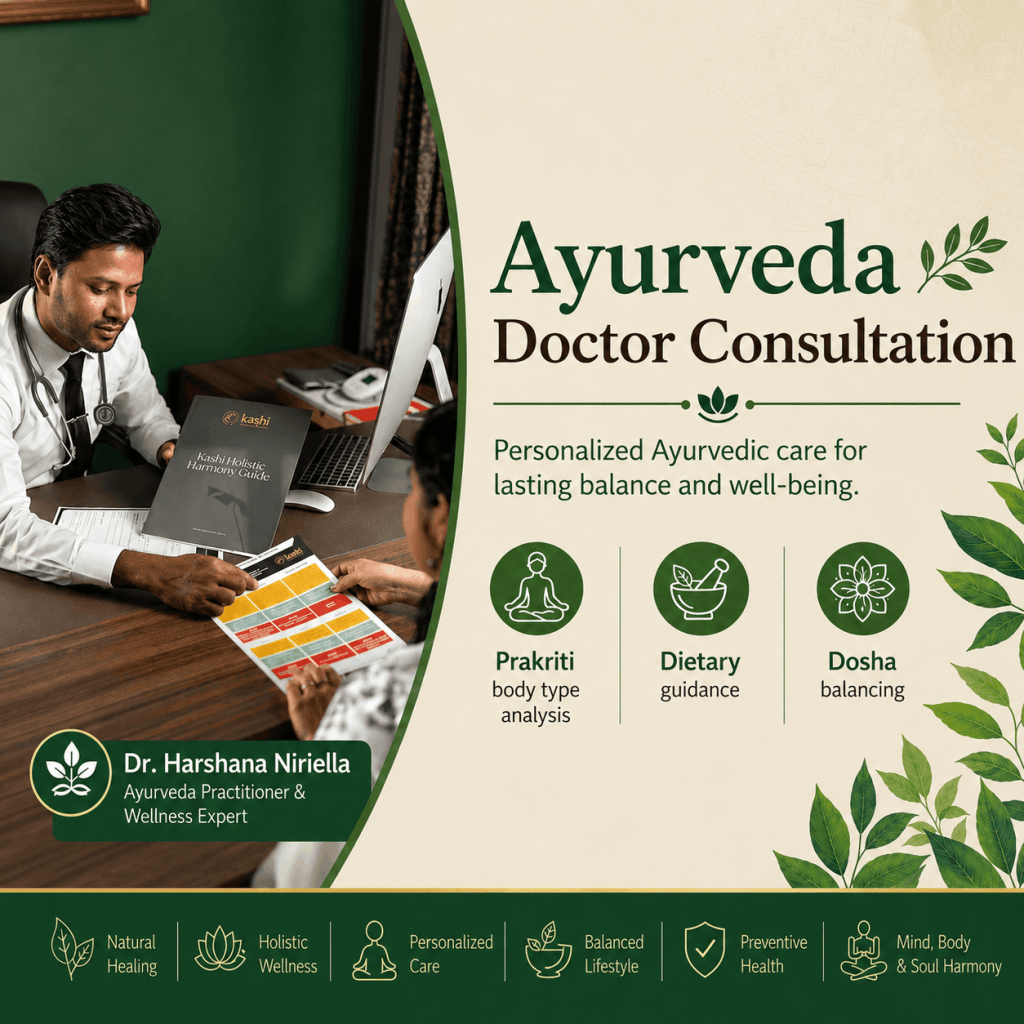 Ayurveda
Doctor Consultation
Personalized Ayurvedic care for
lasting balance and well-being.
Prakriti
body type
analysis
Dietary
guidance
Dosha
balancing
kashi
Kashi Holistic
Harmony Guide
kashi
Dr. Harshana Niriella
Ayurveda Practitioner &
Wellness Expert
Natural
Healing
Holistic
Wellness
Personalized
Care
Balanced
Lifestyle
Preventive
Health
Mind, Body
& Soul Harmony